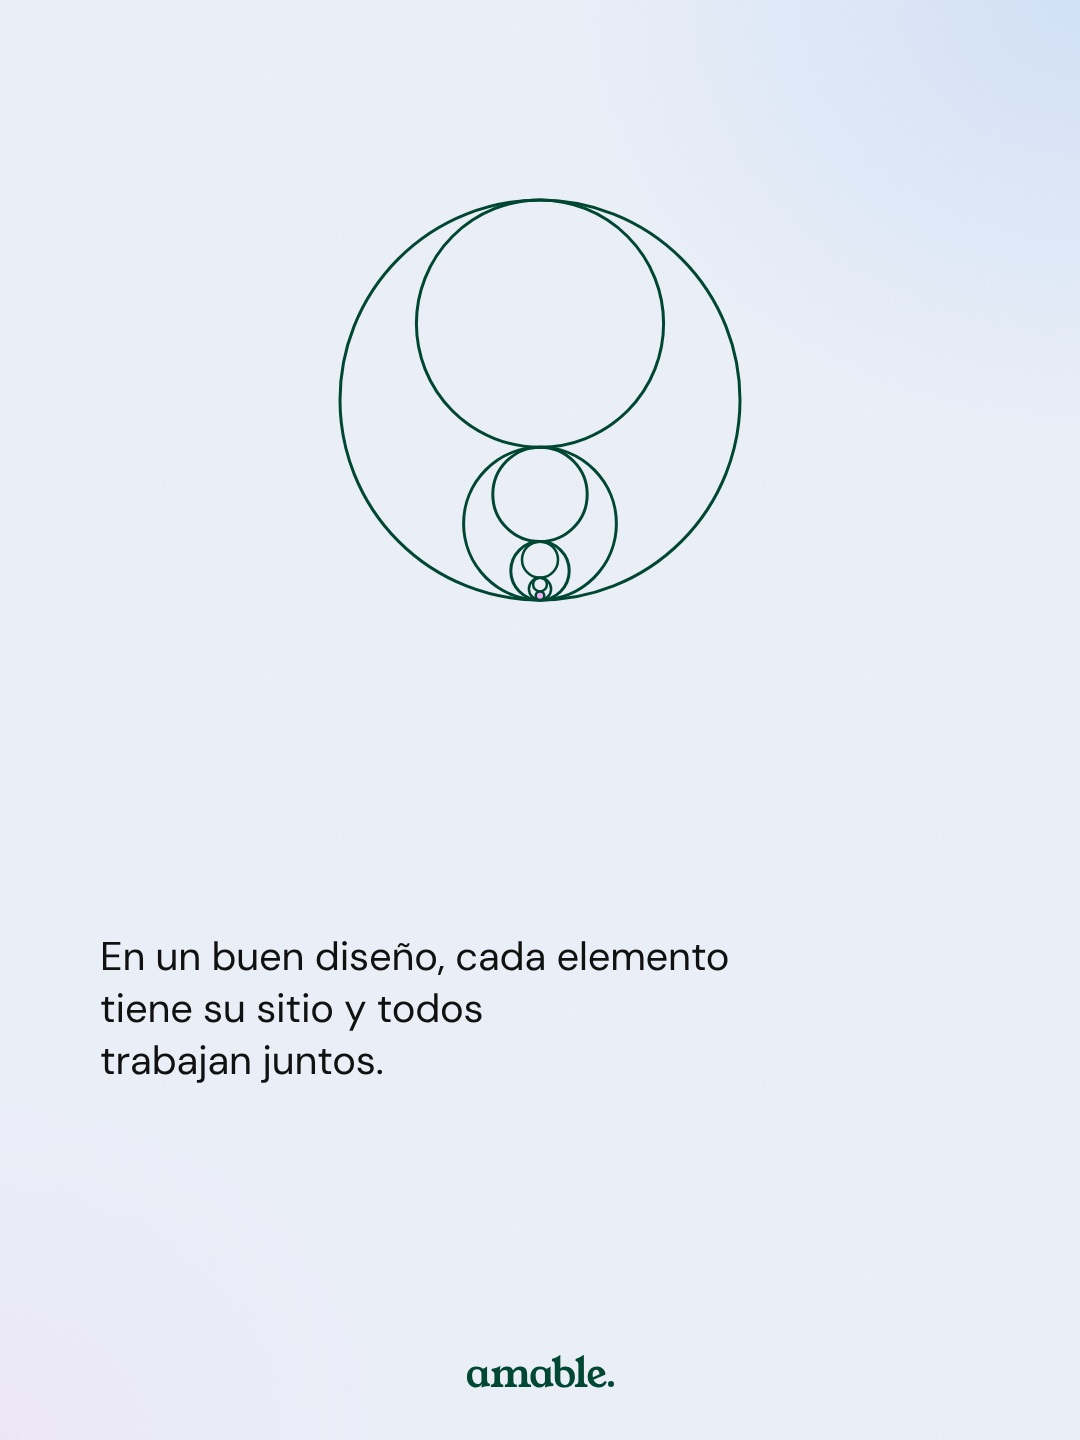 En un buen diseño, cada elemento
tiene su sitio y todos
trabajan juntos.
amable.